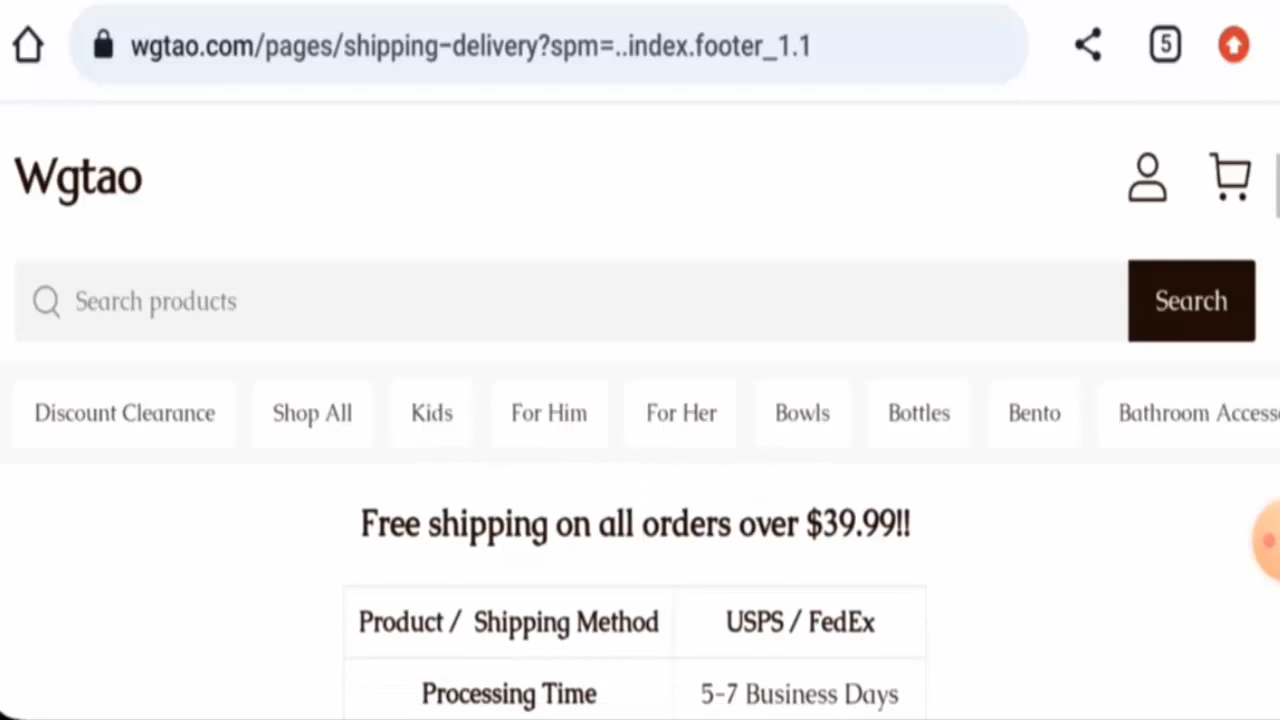 wgtao.com/pages/shipping-delivery?spm=..index.footer_1.1
5
Wgtao
Search products
Search
Discount Clearance
Shop All
Kids
For Him
For Her
Bowls
Bottles
Bento
Bathroom Access
Free shipping on all orders over $39.99!!
Product / Shipping Method
USPS / FedEx
Processing Time
5-7 Business Days